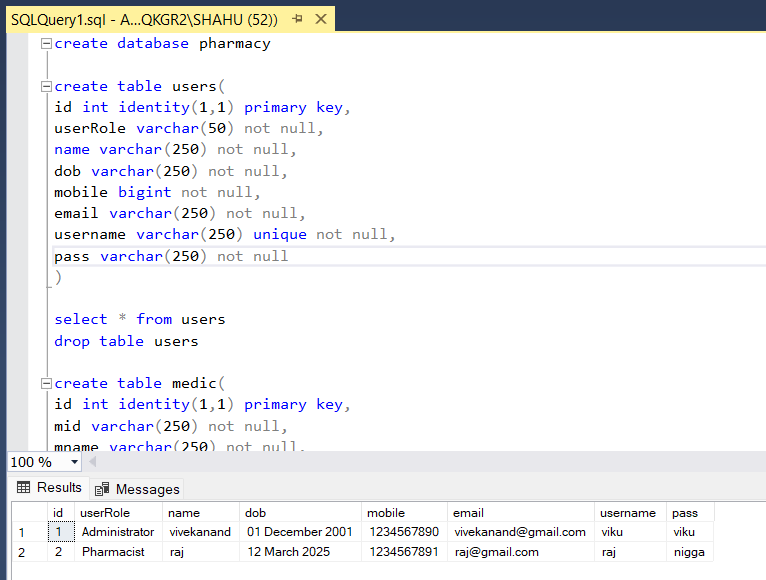 SQLQuery1.sql - A...QKGR2\SHAHU (52))
create database pharmacy
create table users(
id int identity(1,1) primary key,
userRole varchar(50) not null,
name varchar(250) not null,
dob varchar(250) not null,
mobile bigint not null,
email varchar(250) not null,
username varchar(250) unique not null,
pass varchar(250) not null
)
select * from users
drop table users
create table medic(
id int identity(1,1) primary key,
mid varchar(250) not null,
mname varchar(250) not null,
100 %
Results Messages
id userRole name dob mobile email username pass
1 1 Administrator vivekanand 01 December 2001 1234567890 vivekanand@gmail.com viku viku
2 2 Pharmacist raj 12 March 2025 1234567891 raj@gmail.com raj nigga